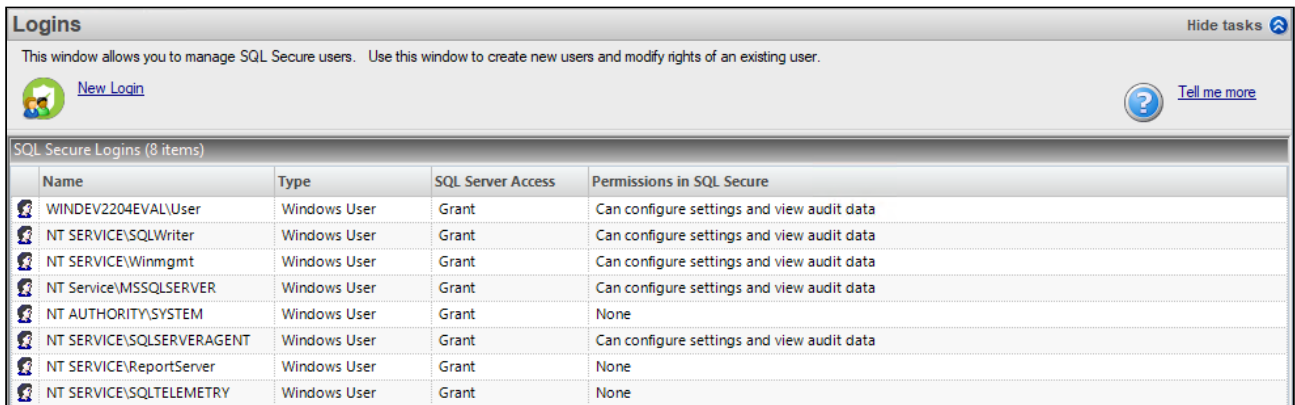 Logins Hide tasks
This window allows you to manage SQL Secure users. Use this window to create new users and modify rights of an existing user.
New Login Tell me more
SQL Secure Logins (8 items)
Name Type SQL Server Access Permissions in SQL Secure
WINDEV2204EVAL\User Windows User Grant Can configure settings and view audit data
NT SERVICE\SQLWriter Windows User Grant Can configure settings and view audit data
NT SERVICE\Winmgmt Windows User Grant Can configure settings and view audit data
NT Service\MSSQLSERVER Windows User Grant Can configure settings and view audit data
NT AUTHORITY\SYSTEM Windows User Grant None
NT SERVICE\SQLSERVERAGENT Windows User Grant Can configure settings and view audit data
NT SERVICE\ReportServer Windows User Grant None
NT SERVICE\SQLTELEMETRY Windows User Grant None